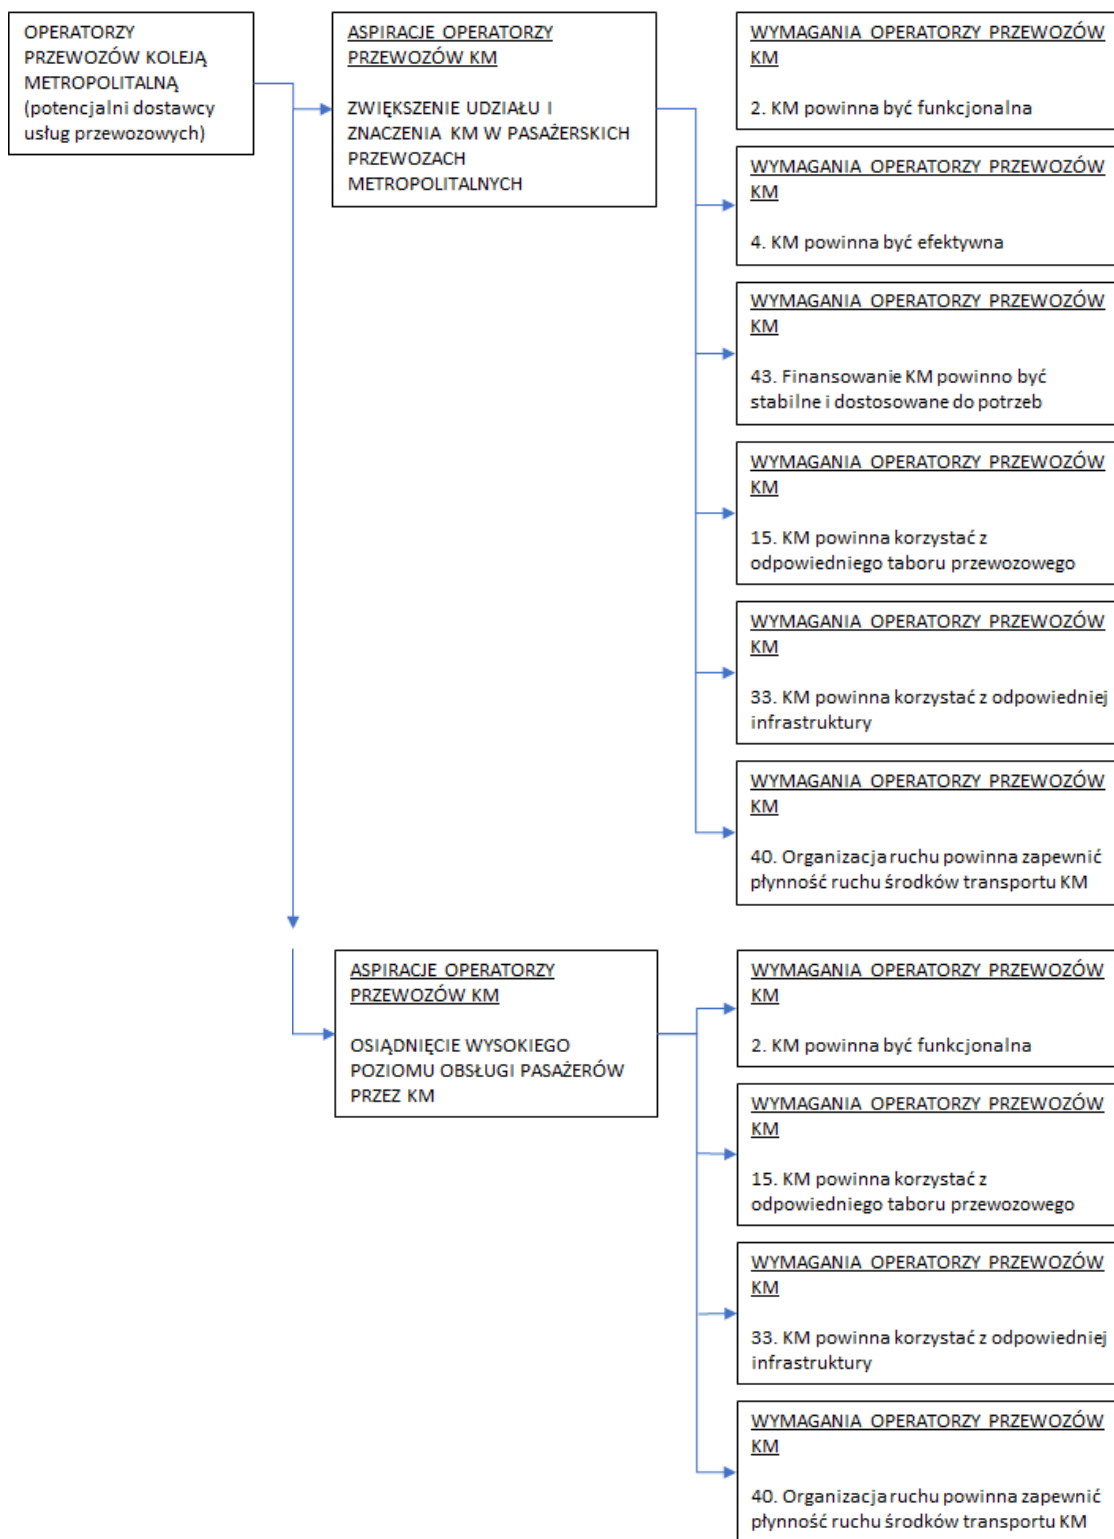 OPERATORZY
PRZEWOZÓW KOLEJĄ
METROPOLITALNĄ
(potencjalni dostawcy
usług przewozowych)
ASPIRACJE OPERATORZY
PRZEWOZÓW KM
ZWIĘKSZENIE UDZIAŁU I
ZNACZENIA KM W PASAŻERSKICH
PRZEWOZACH
METROPOLITALNYCH
WYMAGANIA OPERATORZY PRZEWOZÓW
KM
2. KM powinna być funkcjonalna
WYMAGANIA OPERATORZY PRZEWOZÓW
KM
4. KM powinna być efektywna
WYMAGANIA OPERATORZY PRZEWOZÓW
KM
43. Finansowanie KM powinno być
stabilne i dostosowane do potrzeb
WYMAGANIA OPERATORZY PRZEWOZÓW
KM
15. KM powinna korzystać z
odpowiedniego taboru przewozowego
WYMAGANIA OPERATORZY PRZEWOZÓW
KM
33. KM powinna korzystać z odpowiedniej
infrastruktury
WYMAGANIA OPERATORZY PRZEWOZÓW
KM
40. Organizacja ruchu powinna zapewnić
płynność ruchu środków transportu KM
ASPIRACJE OPERATORZY
PRZEWOZÓW KM
OSIĄDNIĘCIE WYSOKIEGO
POZIOMU OBSŁUGI PASAŻERÓW
PRZEZ KM
WYMAGANIA OPERATORZY PRZEWOZÓW
KM
2. KM powinna być funkcjonalna
WYMAGANIA OPERATORZY PRZEWOZÓW
KM
15. KM powinna korzystać z
odpowiedniego taboru przewozowego
WYMAGANIA OPERATORZY PRZEWOZÓW
KM
33. KM powinna korzystać z odpowiedniej
infrastruktury
WYMAGANIA OPERATORZY PRZEWOZÓW
KM
40. Organizacja ruchu powinna zapewnić
płynność ruchu środków transportu KM